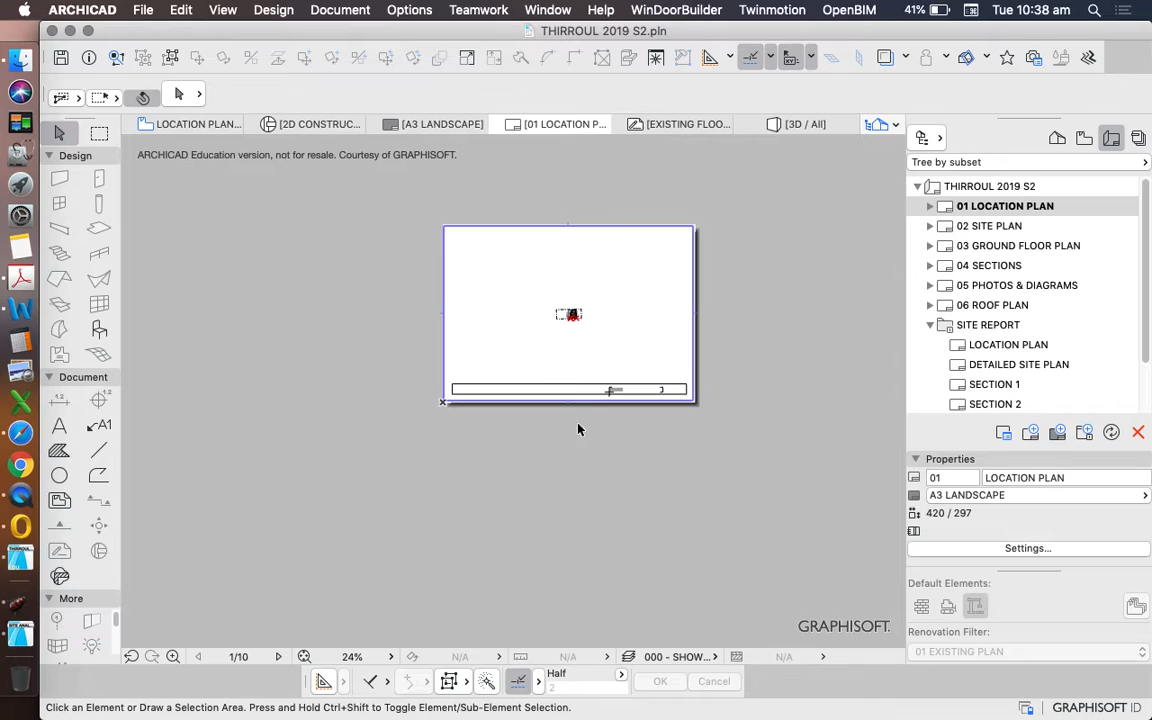 ARCHICAD File Edit View Design Document Options Teamwork Window Help WinDoorBuilder Twinmotion OpenBIM 41% Tue 10:38 am
THIRROUL 2019 S2.pln
LOCATION PLAN... [2D CONSTRUC... [A3 LANDSCAPE] [01 LOCATION P... [EXISTING FLOO... [3D / All]
ARCHICAD Education version, not for resale. Courtesy of GRAPHISOFT.
Design
Document
More
Tree by subset
THIRROUL 2019 S2
01 LOCATION PLAN
02 SITE PLAN
03 GROUND FLOOR PLAN
04 SECTIONS
05 PHOTOS & DIAGRAMS
06 ROOF PLAN
SITE REPORT
LOCATION PLAN
DETAILED SITE PLAN
SECTION 1
SECTION 2
Properties
01 LOCATION PLAN
A3 LANDSCAPE
420 / 297
Settings...
Default Elements:
Renovation Filter:
01 EXISTING PLAN
GRAPHISOFT.
1/10 24% N/A N/A 000 - SHOW... N/A
Half
2
OK Cancel
Click an Element or Draw a Selection Area. Press and Hold Ctrl+Shift to Toggle Element/Sub-Element Selection.
GRAPHISOFT ID